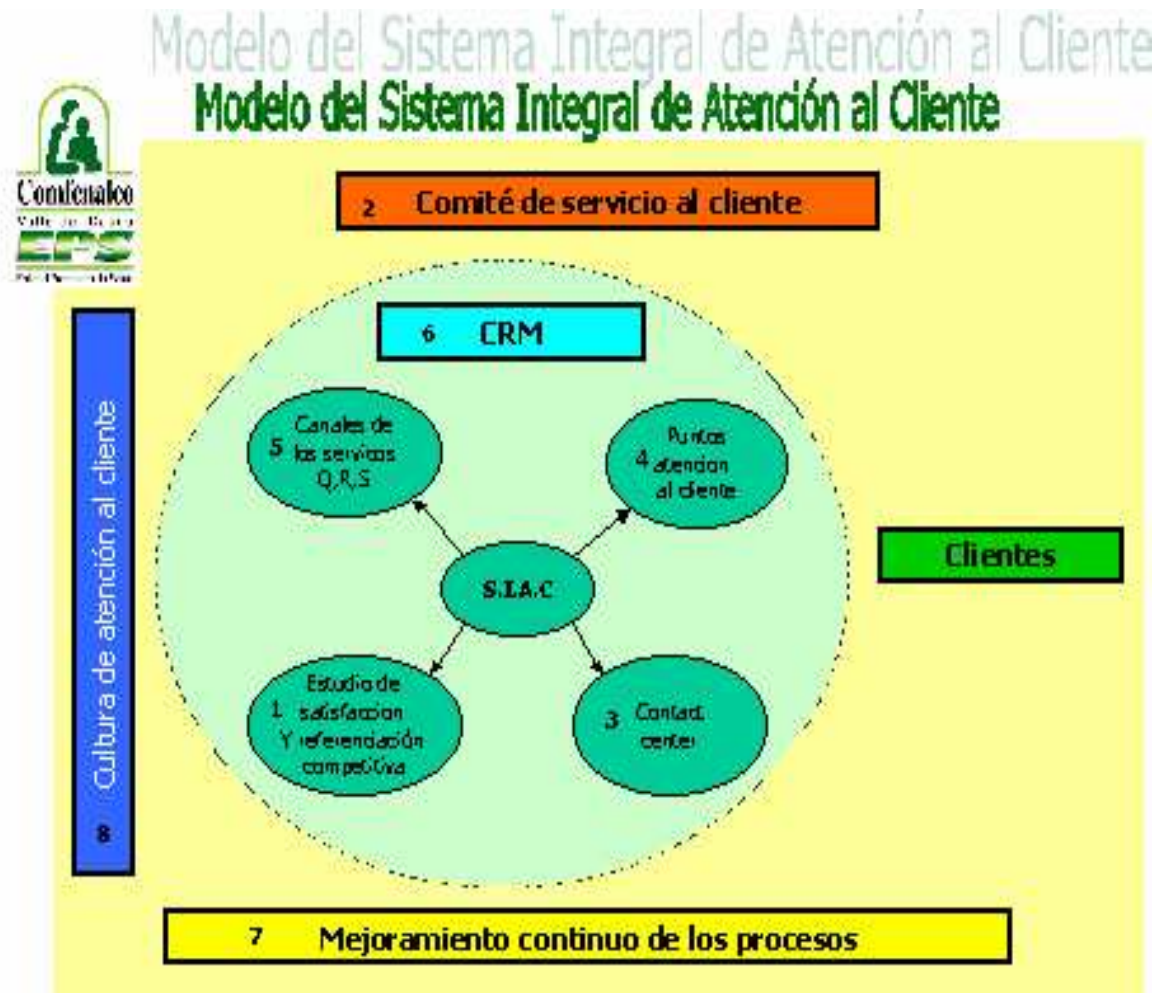 Modelo del Sistema Integral de Atención al Cliente
Modelo del Sistema Integral de Atención al Cliente
Comfenalco
EPS
2 Comité de servicio al cliente
6 CRM
5 Canales de
los servicos
Q,R,S
4 Puntos
atencion
al cliente
S.I.A.C
1 Estudio de
satisfaccion
Y referenciación
competitiva
3 Contact
center
Clientes
8 Cultura de atención al cliente
7 Mejoramiento continuo de los procesos